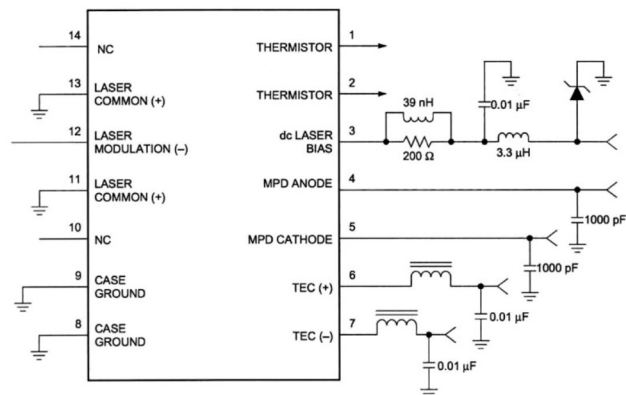 14
NC
THERMISTOR
1
13
LASER
COMMON (+)
THERMISTOR
2
39 nH
0.01 μF
12
LASER
MODULATION (–)
dc LASER
BIAS
3
200 Ω
3.3 μH
11
LASER
COMMON (+)
MPD ANODE
4
1000 pF
10
NC
MPD CATHODE
5
1000 pF
9
CASE
GROUND
TEC (+)
6
0.01 μF
8
CASE
GROUND
TEC (–)
7
0.01 μF